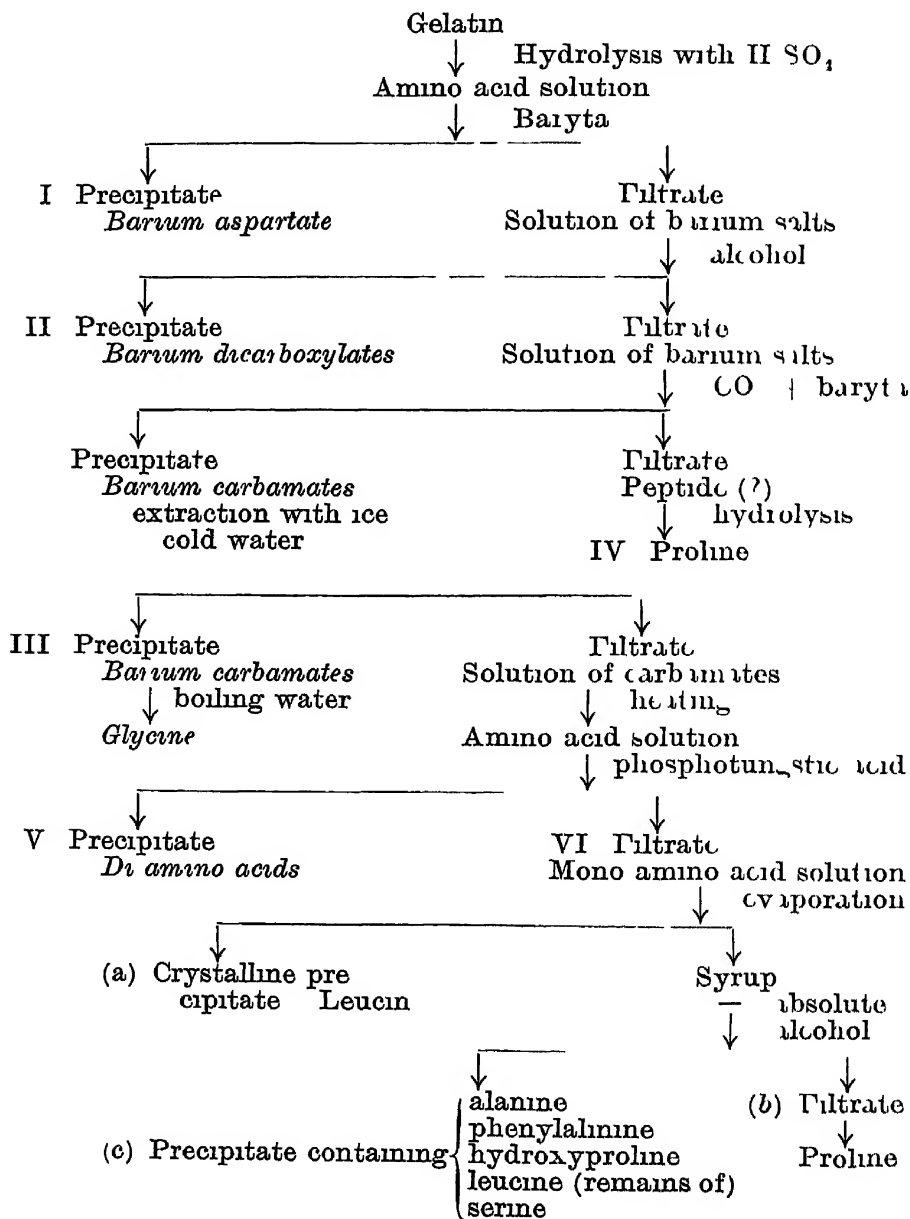 Gelatin
Hydrolysis with II SO₄
Amino acid solution
Baryta
I Precipitate Filtrate
Barium aspartate Solution of barium salts
alcohol
II Precipitate Filtrate
Barium dicarboxylates Solution of barium salts
CO + baryta
Precipitate Filtrate
Barium carbamates Peptide (?)
extraction with ice hydrolysis
cold water
IV Proline
III Precipitate Filtrate
Barium carbamates Solution of carbamates
boiling water heating
Glycine Amino acid solution
phosphotungstic acid
V Precipitate VI Filtrate
Di amino acids Mono amino acid solution
evaporation
(a) Crystalline pre Syrup
cipitate Leucin absolute
alcohol
alanine (b) Filtrate
phenylalinine
(c) Precipitate containing hydroxyproline Proline
leucine (remains of)
serine